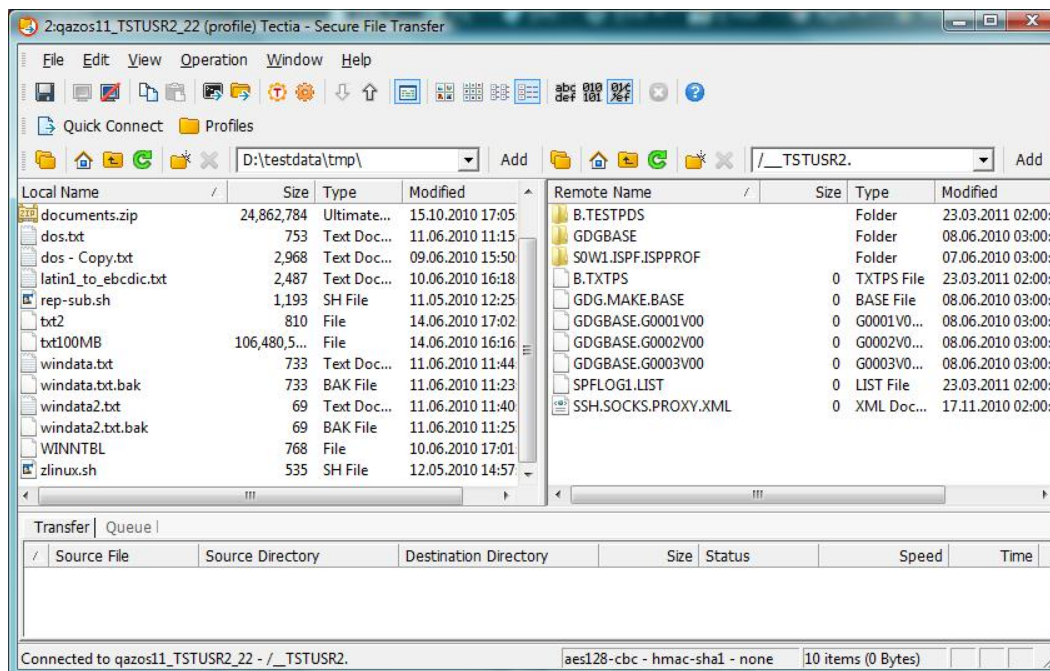 2:qazos11_TSTUSR2_22 (profile) Tectia - Secure File Transfer
File Edit View Operation Window Help
abc def 010 101
Quick Connect Profiles
D:\testdata\tmp\ Add /__TSTUSR2. Add
Local Name / Size Type Modified
documents.zip 24,862,784 Ultimate... 15.10.2010 17:05:
dos.txt 753 Text Doc... 11.06.2010 11:15:
dos - Copy.txt 2,968 Text Doc... 09.06.2010 15:50:
latin1_to_ebcdic.txt 2,487 Text Doc... 10.06.2010 16:18:
rep-sub.sh 1,193 SH File 11.05.2010 12:25:
txt2 810 File 14.06.2010 17:02:
txt100MB 106,480,5... File 14.06.2010 16:16:
windata.txt 733 Text Doc... 11.06.2010 11:44:
windata.txt.bak 733 BAK File 11.06.2010 11:23:
windata2.txt 69 Text Doc... 11.06.2010 11:40:
windata2.txt.bak 69 BAK File 11.06.2010 11:25:
WINNTBL 768 File 10.06.2010 17:01:
zlinux.sh 535 SH File 12.05.2010 14:57:
Remote Name / Size Type Modified
B.TESTPDS Folder 23.03.2011 02:00:
GDGBASE Folder 08.06.2010 03:00:
S0W1.ISPF.ISPPROF Folder 07.06.2010 03:00:
B.TXTPS 0 TXTPS File 23.03.2011 02:00:
GDG.MAKE.BASE 0 BASE File 08.06.2010 03:00:
GDGBASE.G0001V00 0 G0001V0... 08.06.2010 03:00:
GDGBASE.G0002V00 0 G0002V0... 08.06.2010 03:00:
GDGBASE.G0003V00 0 G0003V0... 08.06.2010 03:00:
SPFLOG1.LIST 0 LIST File 23.03.2011 02:00:
SSH.SOCKS.PROXY.XML 0 XML Doc... 17.11.2010 02:00:
Transfer Queue
/ Source File Source Directory Destination Directory Size Status Speed Time
Connected to qazos11_TSTUSR2_22 - /__TSTUSR2. aes128-cbc - hmac-sha1 - none 10 items (0 Bytes)